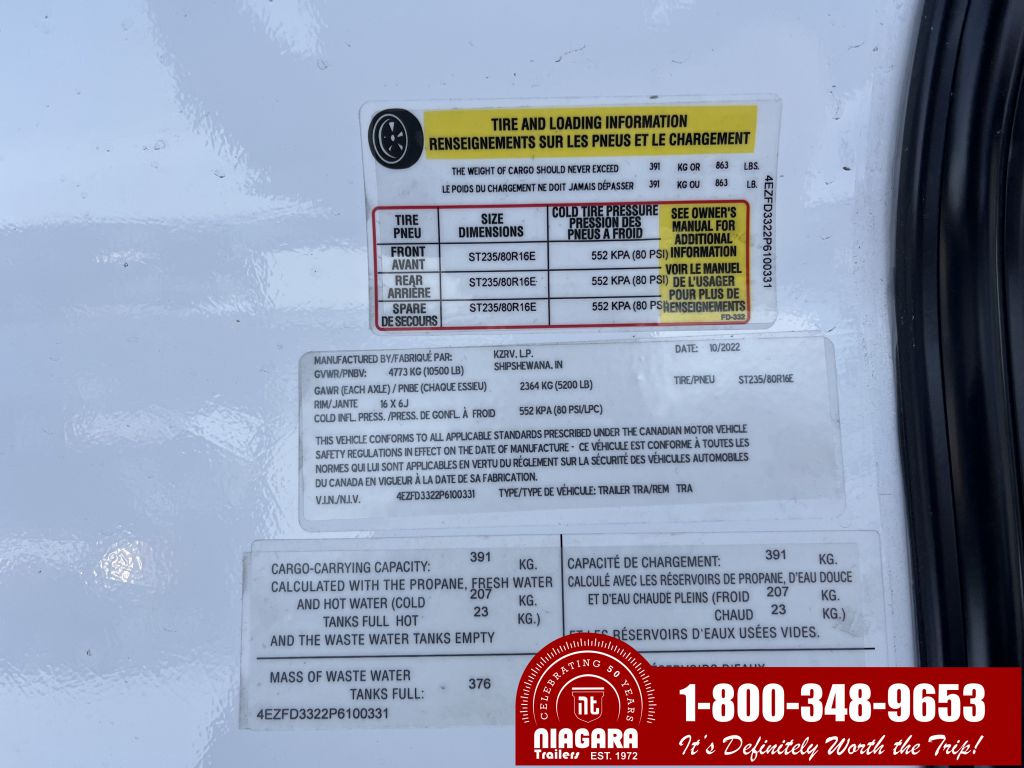 TIRE AND LOADING INFORMATION
RENSEIGNEMENTS SUR LES PNEUS ET LE CHARGEMENT
THE WEIGHT OF CARGO SHOULD NEVER EXCEED 391 KG OR 863 LBS.
LE POIDS DU CHARGEMENT NE DOIT JAMAIS DÉPASSER 391 KG OU 863 LB.
4EZFD3322P6100331
TIRE
PNEU
SIZE
DIMENSIONS
COLD TIRE PRESSURE
PRESSION DES
PNEUS A FROID
FRONT
AVANT
ST235/80R16E
552 KPA (80 PSI)
REAR
ARRIÈRE
ST235/80R16E
552 KPA (80 PSI)
SPARE
DE SECOURS
ST235/80R16E
552 KPA (80 PSI)
SEE OWNER'S
MANUAL FOR
ADDITIONAL
INFORMATION
VOIR LE MANUEL
DE L'USAGER
POUR PLUS DE
RENSEIGNEMENTS
FD-332
MANUFACTURED BY/FABRIQUÉ PAR: KZRV, L.P. DATE: 10/2022
GVWR/PNBV: 4773 KG (10500 LB) SHIPSHEWANA, IN
GAWR (EACH AXLE) / PNBE (CHAQUE ESSIEU) 2364 KG (5200 LB) TIRE/PNEU ST235/80R16E
RIM/JANTE 16 X 6J
COLD INFL. PRESS. /PRESS. DE GONFL. À FROID 552 KPA (80 PSI/LPC)
THIS VEHICLE CONFORMS TO ALL APPLICABLE STANDARDS PRESCRIBED UNDER THE CANADIAN MOTOR VEHICLE
SAFETY REGULATIONS IN EFFECT ON THE DATE OF MANUFACTURE - CE VÉHICULE EST CONFORME À TOUTES LES
NORMES QUI LUI SONT APPLICABLES EN VERTU DU RÉGLEMENT SUR LA SÉCURITÉ DES VÉHICULES AUTOMOBILES
DU CANADA EN VIGUEUR À LA DATE DE SA FABRICATION.
V.I.N./N.I.V. 4EZFD3322P6100331 TYPE/TYPE DE VÉHICULE: TRAILER TRA/REM TRA
CARGO-CARRYING CAPACITY: 391 KG.
CALCULATED WITH THE PROPANE, FRESH WATER
AND HOT WATER (COLD 207 KG.
TANKS FULL HOT 23 KG.)
AND THE WASTE WATER TANKS EMPTY
MASS OF WASTE WATER
TANKS FULL: 376
4EZFD3322P6100331
CAPACITÉ DE CHARGEMENT: 391 KG.
CALCULÉ AVEC LES RÉSERVOIRS DE PROPANE, D'EAU DOUCE
ET D'EAU CHAUDE PLEINS (FROID 207 KG.
CHAUD 23 KG.)
ET LES RÉSERVOIRS D'EAUX USÉES VIDES.
CELEBRATING 50 YEARS
nt
NIAGARA
Trailers EST. 1972
1-800-348-9653
It's Definitely Worth the Trip!